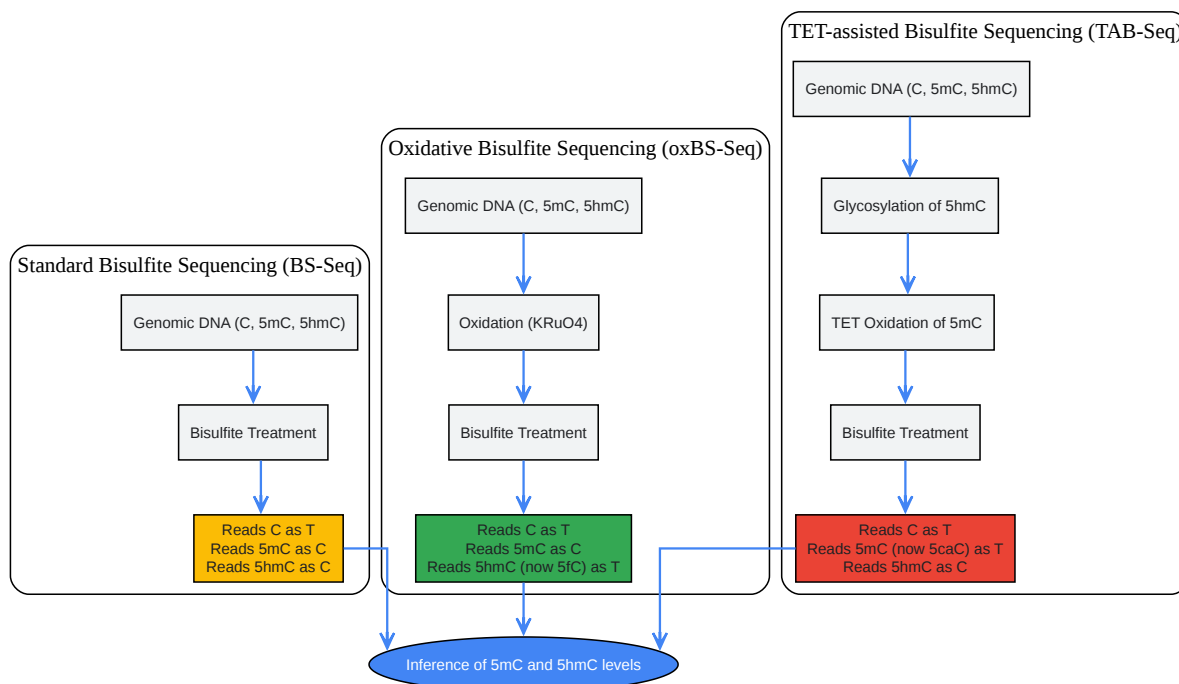 Standard Bisulfite Sequencing (BS-Seq)
Genomic DNA (C, 5mC, 5hmC)
Bisulfite Treatment
Reads C as T
Reads 5mC as C
Reads 5hmC as C
Oxidative Bisulfite Sequencing (oxBS-Seq)
Genomic DNA (C, 5mC, 5hmC)
Oxidation (KRuO4)
Bisulfite Treatment
Reads C as T
Reads 5mC as C
Reads 5hmC (now 5fC) as T
TET-assisted Bisulfite Sequencing (TAB-Seq)
Genomic DNA (C, 5mC, 5hmC)
Glycosylation of 5hmC
TET Oxidation of 5mC
Bisulfite Treatment
Reads C as T
Reads 5mC (now 5caC) as T
Reads 5hmC as C
Inference of 5mC and 5hmC levels